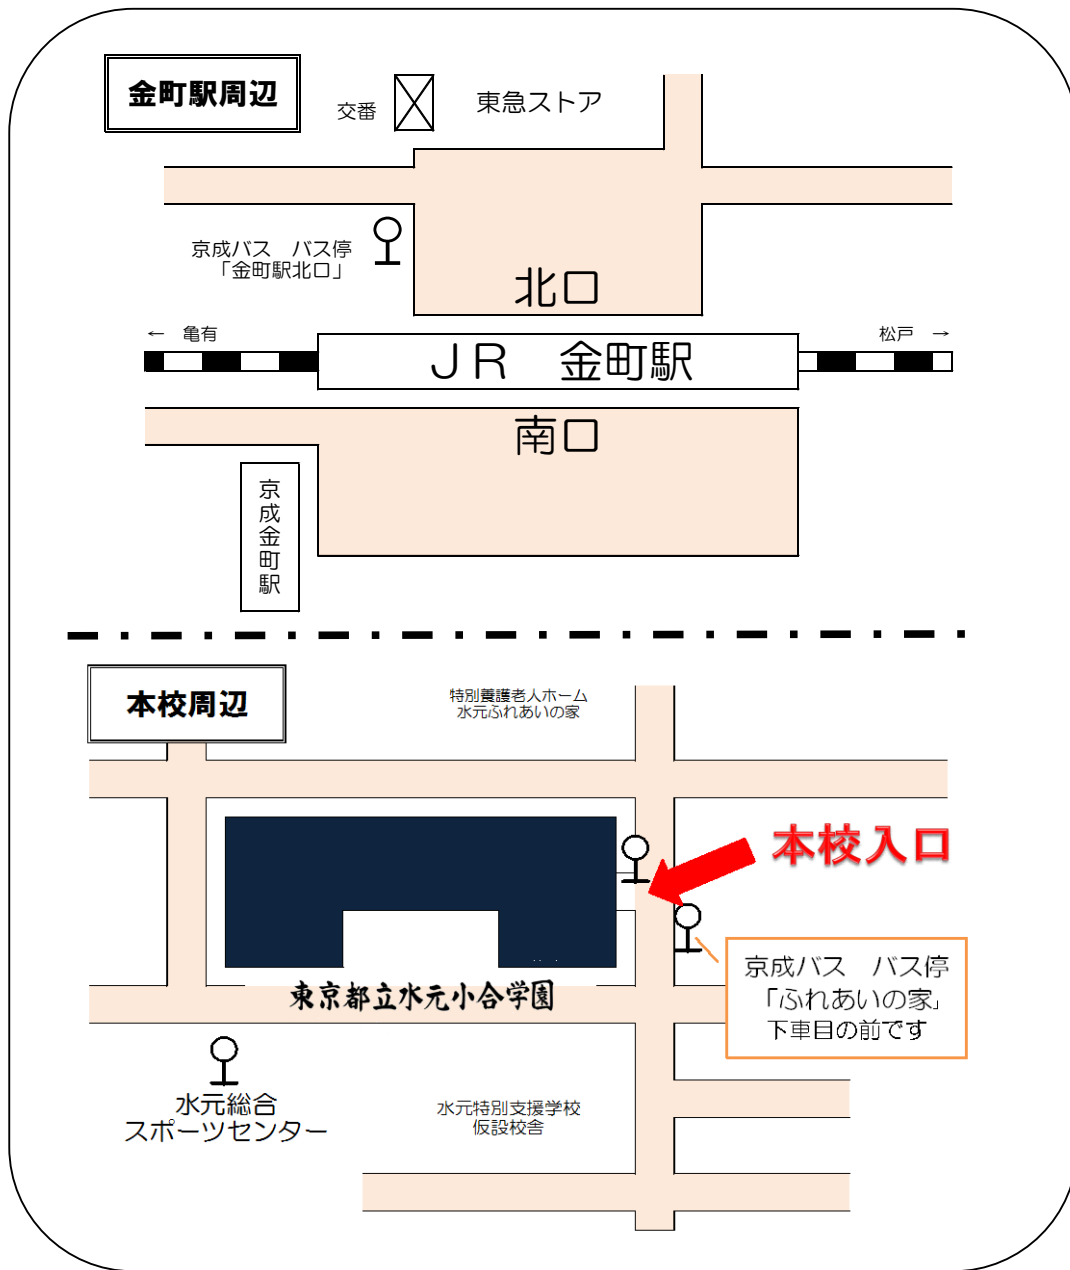 金町駅周辺
交番
東急ストア
京成バス　バス停
「金町駅北口」
北口
← 亀有
松戸 →
ＪＲ　金町駅
南口
京成金町駅
本校周辺
特別養護老人ホーム
水元ふれあいの家
本校入口
京成バス　バス停
「ふれあいの家」
下車目の前です
東京都立水元小合学園
水元総合
スポーツセンター
水元特別支援学校
仮設校舎